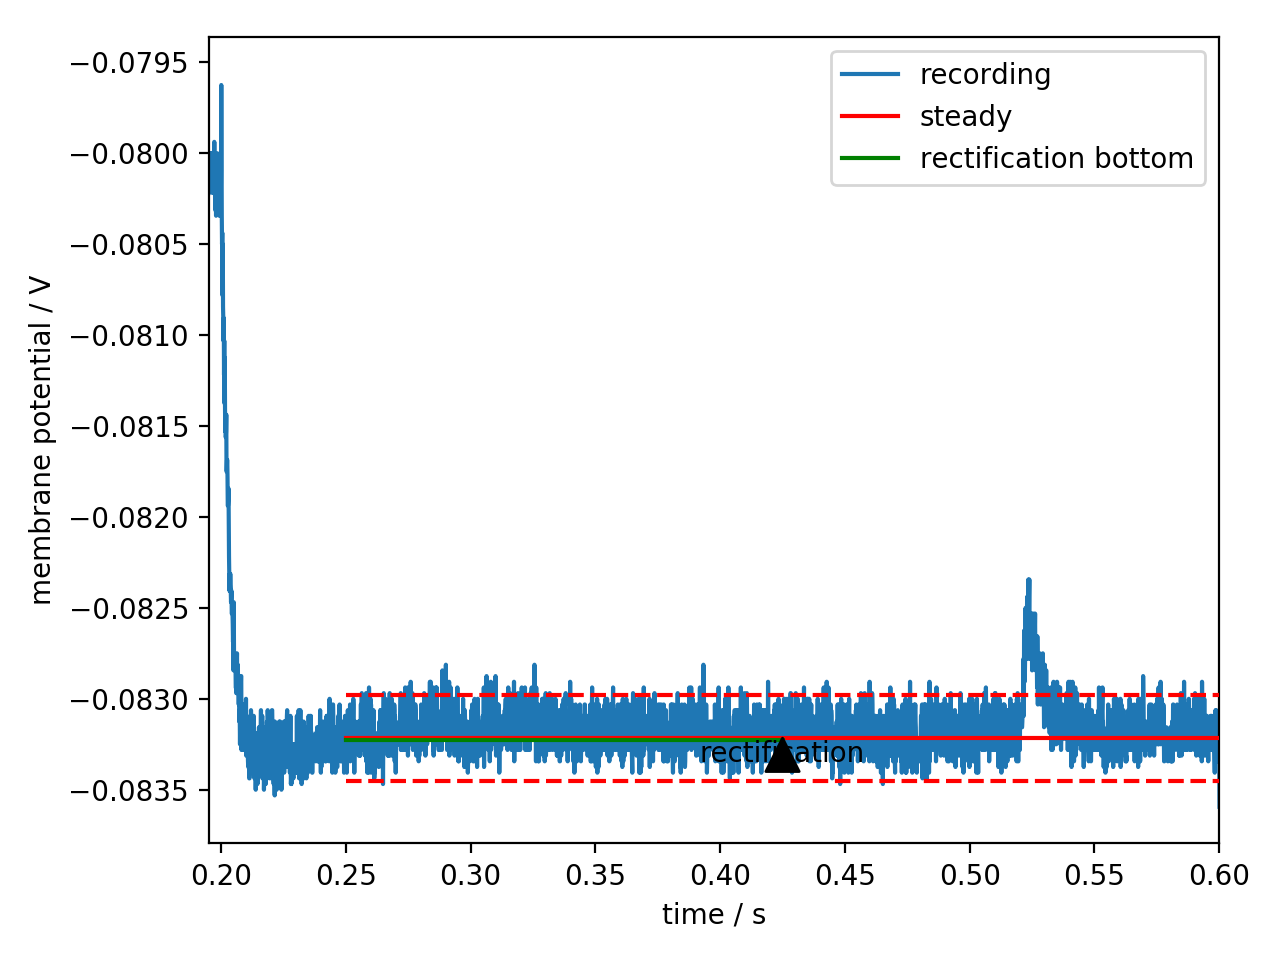 −0.0795
−0.0800
−0.0805
−0.0810
−0.0815
−0.0820
−0.0825
−0.0830
−0.0835
membrane potential / V
recording
steady
rectification bottom
rectification
0.20 0.25 0.30 0.35 0.40 0.45 0.50 0.55 0.60
time / s